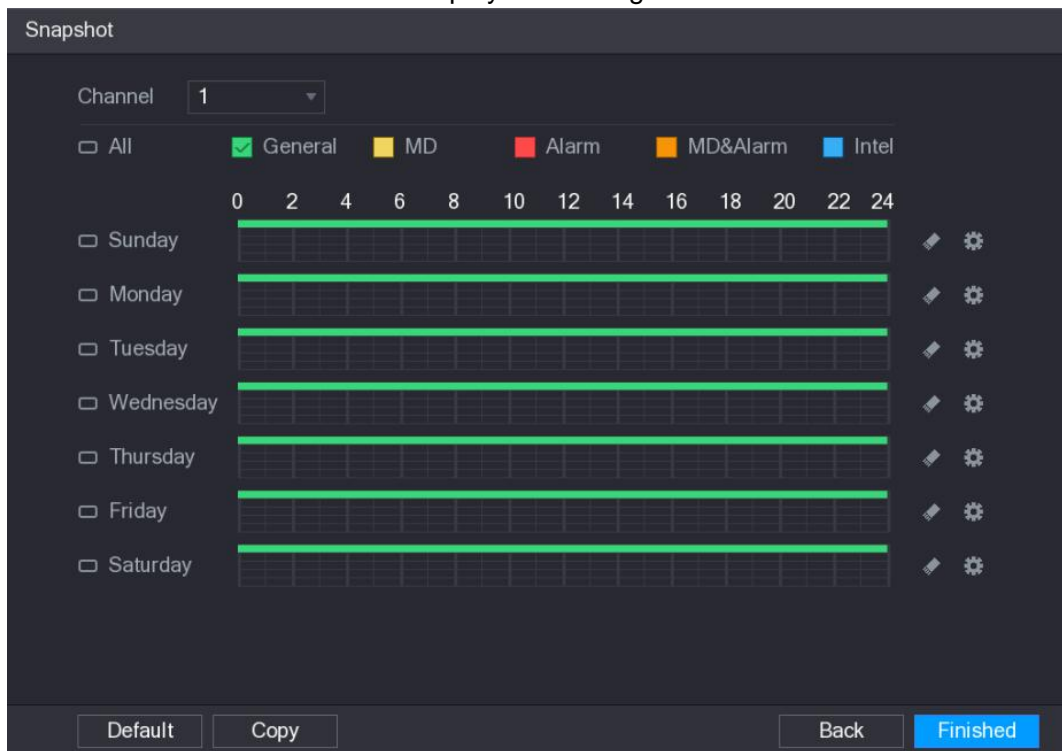 Snapshot
Channel 1
All General MD Alarm MD&Alarm Intel
0 2 4 6 8 10 12 14 16 18 20 22 24
Sunday
Monday
Tuesday
Wednesday
Thursday
Friday
Saturday
Default Copy Back Finished